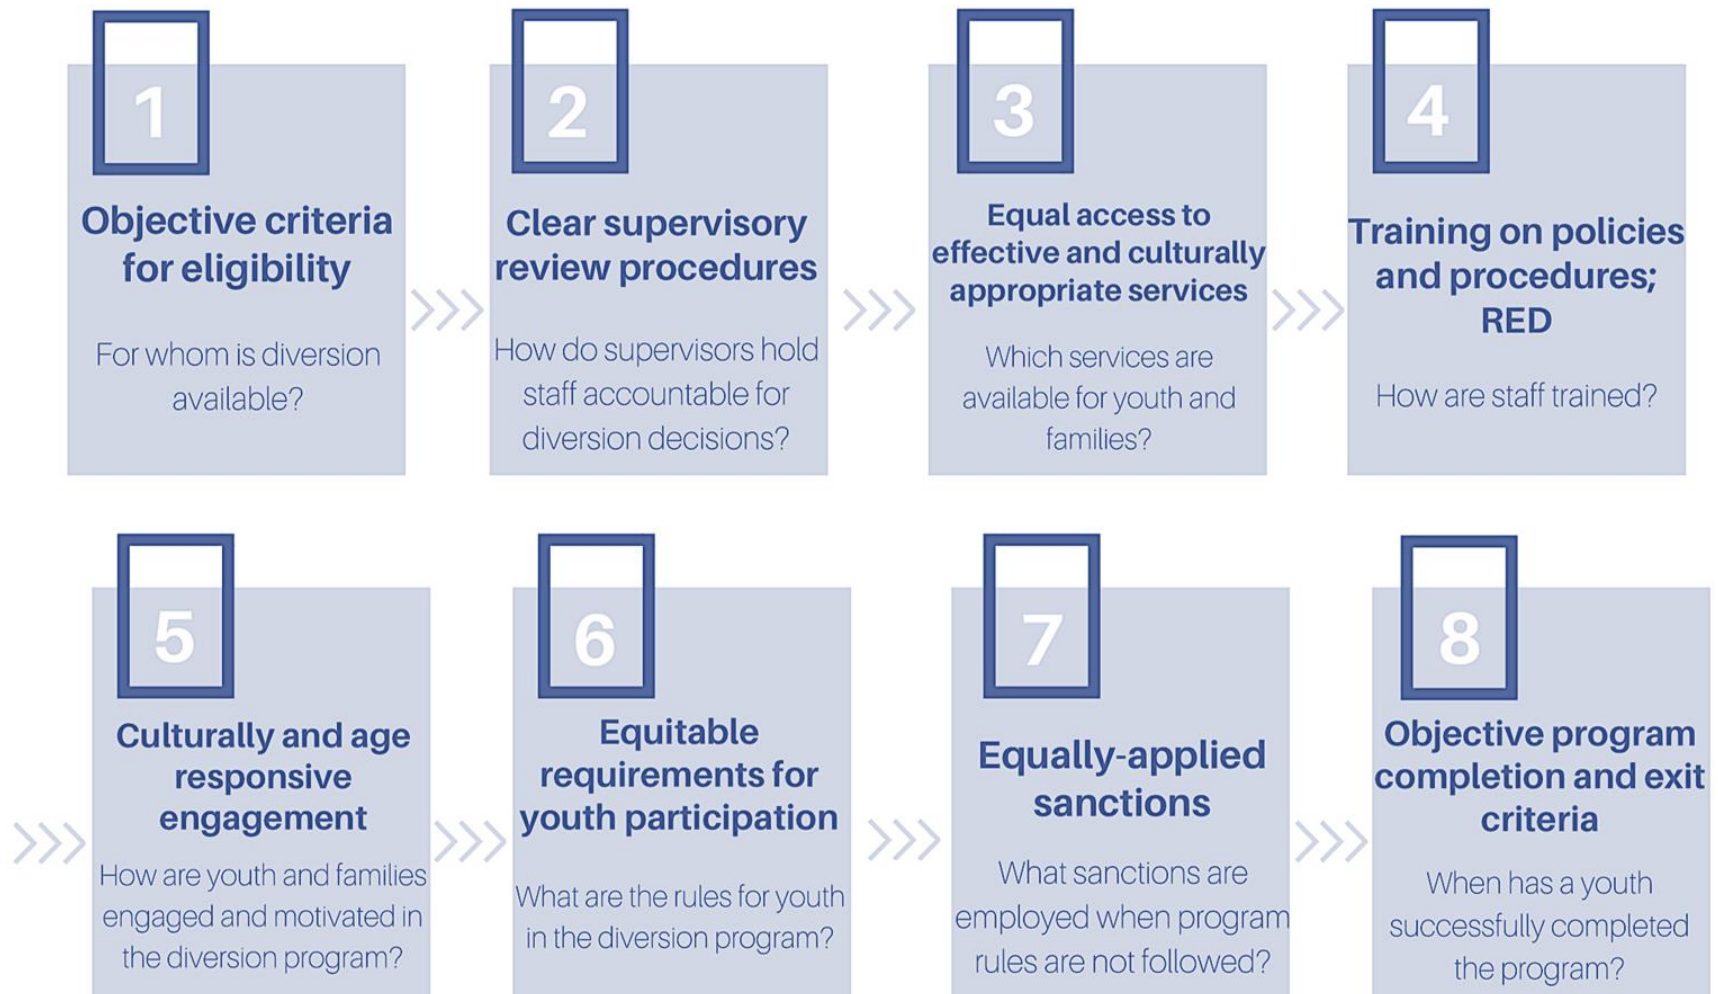 1
Objective criteria
for eligibility
For whom is diversion
available?
2
Clear supervisory
review procedures
How do supervisors hold
staff accountable for
diversion decisions?
3
Equal access to
effective and culturally
appropriate services
Which services are
available for youth and
families?
4
Training on policies
and procedures;
RED
How are staff trained?
5
Culturally and age
responsive
engagement
How are youth and families
engaged and motivated in
the diversion program?
6
Equitable
requirements for
youth participation
What are the rules for youth
in the diversion program?
7
Equally-applied
sanctions
What sanctions are
employed when program
rules are not followed?
8
Objective program
completion and exit
criteria
When has a youth
successfully completed
the program?